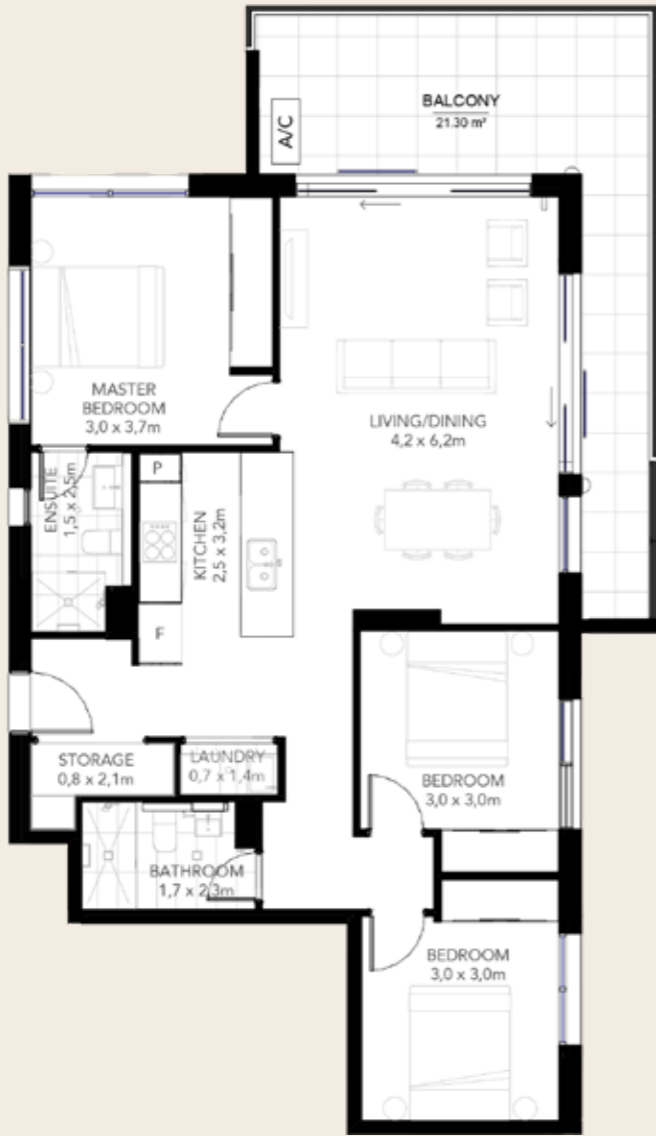 BALCONY
21.30 m²
A/C
MASTER
BEDROOM
3,0 x 3,7m
LIVING/DINING
4,2 x 6,2m
ENSUITE
1,5 x 2,5m
P
KITCHEN
2,5 x 3,2m
F
STORAGE
0,8 x 2,1m
LAUNDRY
0,7 x 1,4m
BEDROOM
3,0 x 3,0m
BATHROOM
1,7 x 2,3m
BEDROOM
3,0 x 3,0m